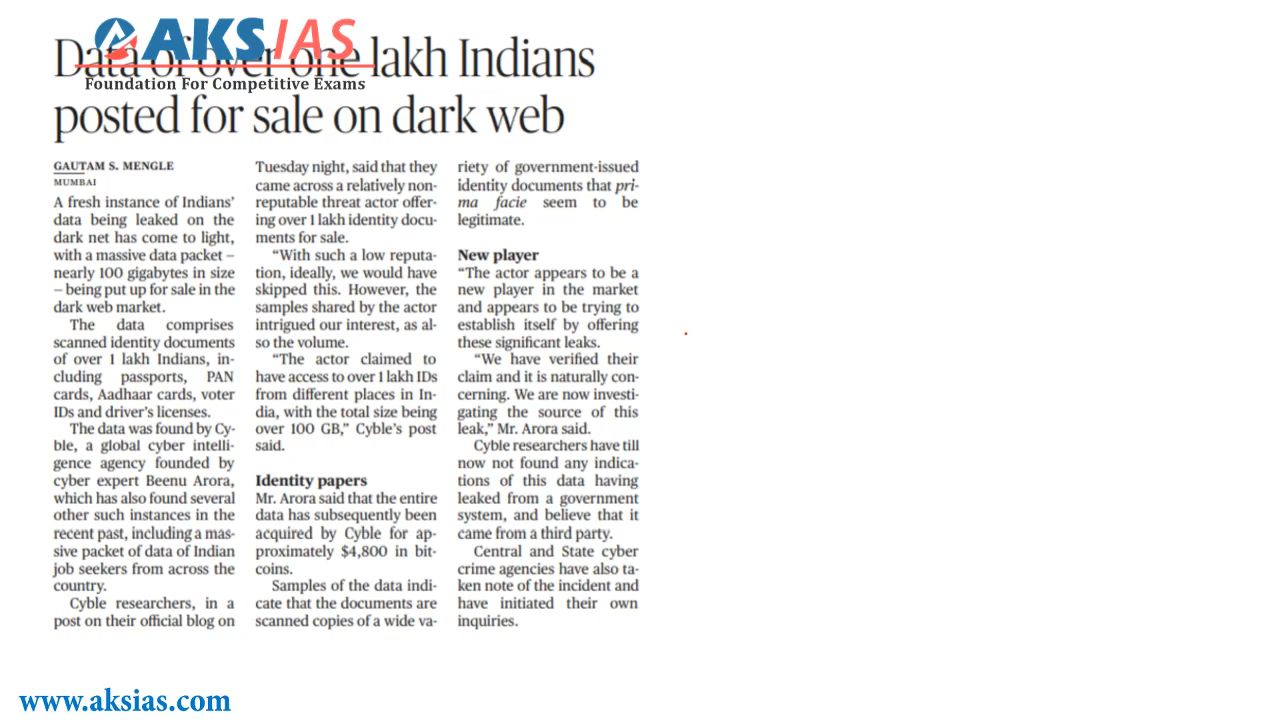 AKSIAS
Foundation For Competitive Exams
Data of over one lakh Indians
posted for sale on dark web
GAUTAM S. MENGLE
MUMBAI
A fresh instance of Indians'
data being leaked on the
dark net has come to light,
with a massive data packet –
nearly 100 gigabytes in size
– being put up for sale in the
dark web market.
The data comprises
scanned identity documents
of over 1 lakh Indians, in-
cluding passports, PAN
cards, Aadhaar cards, voter
IDs and driver's licenses.
The data was found by Cy-
ble, a global cyber intelli-
gence agency founded by
cyber expert Beenu Arora,
which has also found several
other such instances in the
recent past, including a mas-
sive packet of data of Indian
job seekers from across the
country.
Cyble researchers, in a
post on their official blog on
Tuesday night, said that they
came across a relatively non-
reputable threat actor offer-
ing over 1 lakh identity docu-
ments for sale.
"With such a low reputa-
tion, ideally, we would have
skipped this. However, the
samples shared by the actor
intrigued our interest, as al-
so the volume.
"The actor claimed to
have access to over 1 lakh IDs
from different places in In-
dia, with the total size being
over 100 GB," Cyble's post
said.
Identity papers
Mr. Arora said that the entire
data has subsequently been
acquired by Cyble for ap-
proximately $4,800 in bit-
coins.
Samples of the data indi-
cate that the documents are
scanned copies of a wide va-
riety of government-issued
identity documents that pri-
ma facie seem to be
legitimate.
New player
"The actor appears to be a
new player in the market
and appears to be trying to
establish itself by offering
these significant leaks.
"We have verified their
claim and it is naturally con-
cerning. We are now investi-
gating the source of this
leak," Mr. Arora said.
Cyble researchers have till
now not found any indica-
tions of this data having
leaked from a government
system, and believe that it
came from a third party.
Central and State cyber
crime agencies have also ta-
ken note of the incident and
have initiated their own
inquiries.
www.aksias.com